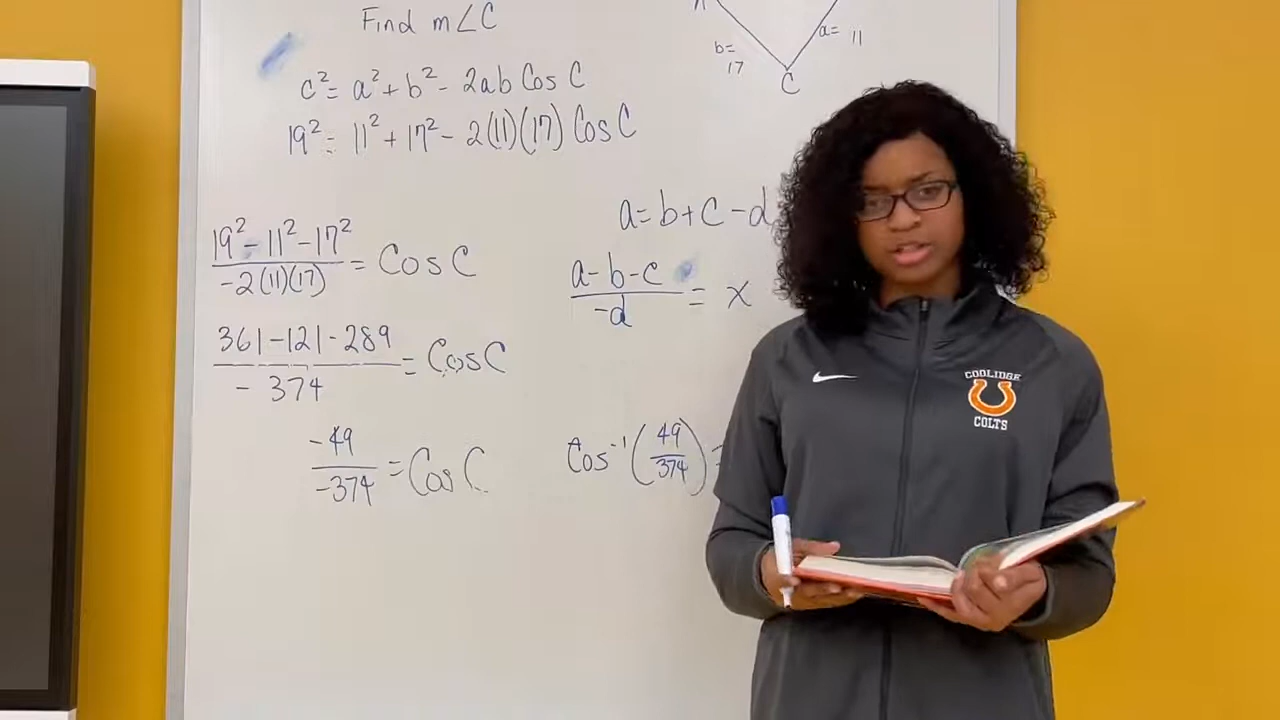 Find m∠C
b=
17
a= 11
C
c² = a² + b² - 2ab Cos C
19² = 11² + 17² - 2(11)(17) Cos C
a = b + c - d
19² - 11² - 17²
-2(11)(17)
= Cos C
a - b - c
-d
= x
361 - 121 - 289
- 374
= Cos C
-49
-374
= Cos C
Cos⁻¹ (49/374) =
COOLIDGE
COLTS